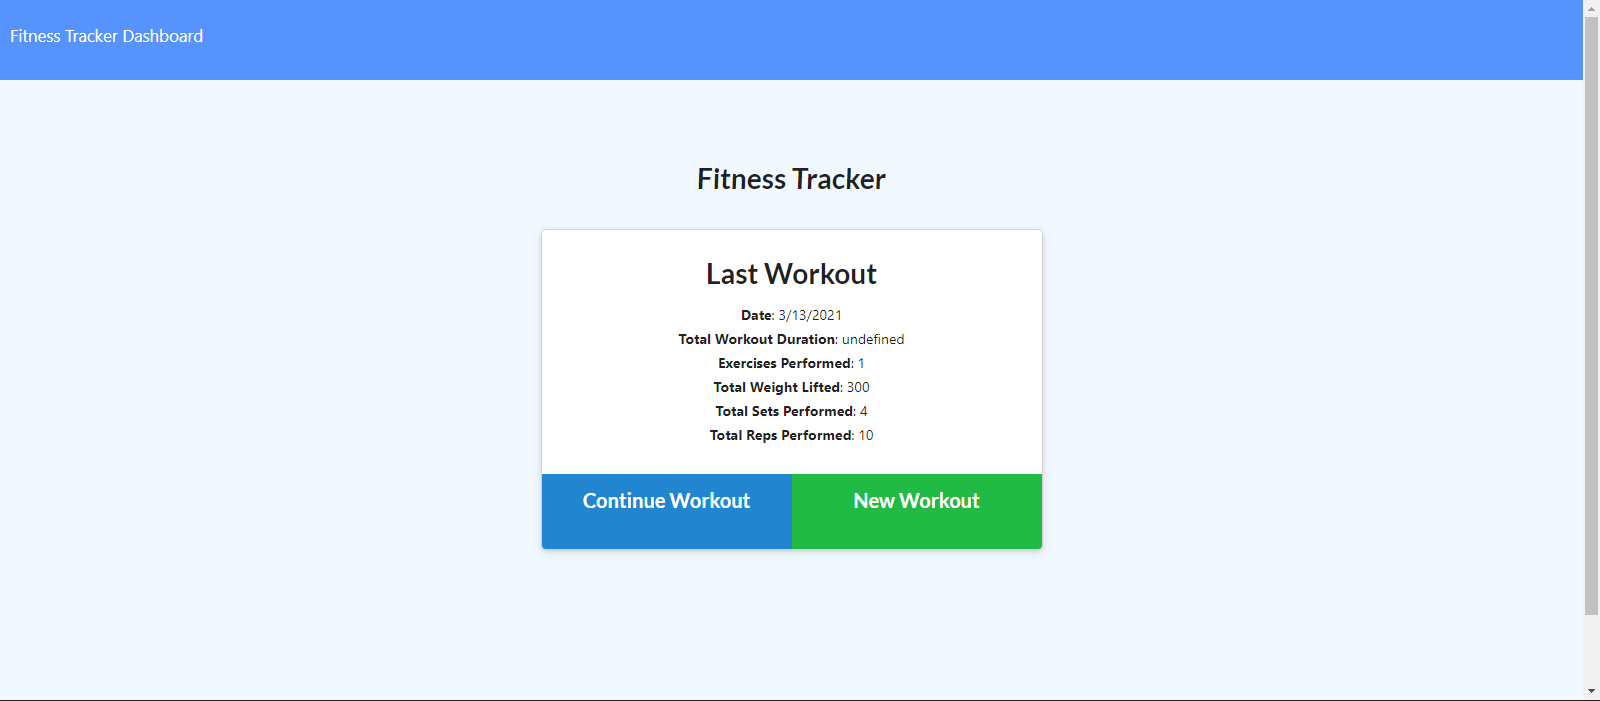 Fitness Tracker Dashboard
Fitness Tracker
Last Workout
Date: 3/13/2021
Total Workout Duration: undefined
Exercises Performed: 1
Total Weight Lifted: 300
Total Sets Performed: 4
Total Reps Performed: 10
Continue Workout New Workout